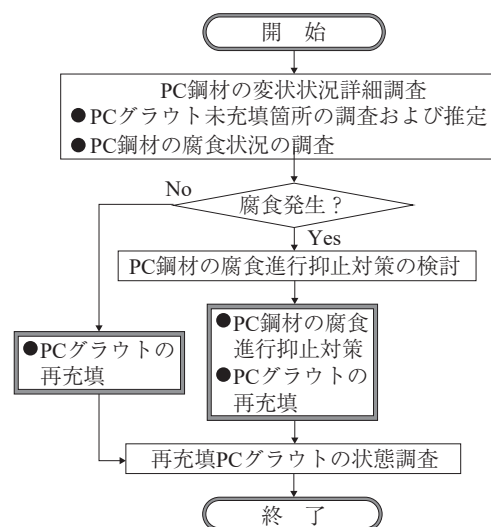 開　始
PC鋼材の変状状況詳細調査
●PCグラウト未充填箇所の調査および推定
●PC鋼材の腐食状況の調査
No
腐食発生？
Yes
PC鋼材の腐食進行抑止対策の検討
●PCグラウトの
再充填
●PC鋼材の腐食
進行抑止対策
●PCグラウトの
再充填
再充填PCグラウトの状態調査
終　了